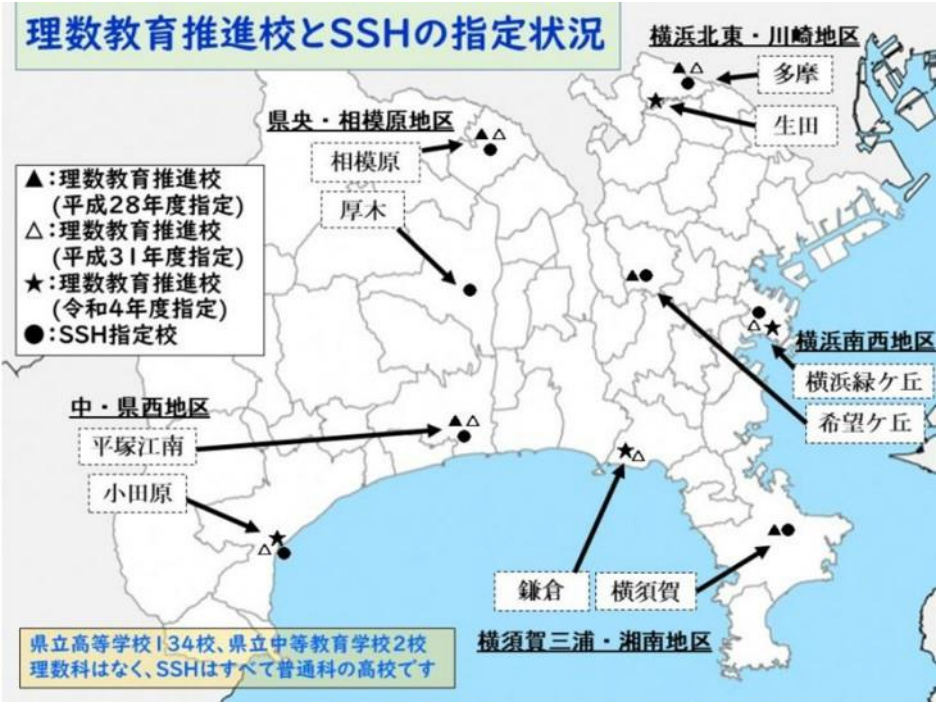 理数教育推進校とSSHの指定状況
横浜北東・川崎地区
多摩
生田
県央・相模原地区
相模原
厚木
▲:理数教育推進校
(平成28年度指定)
△:理数教育推進校
(平成31年度指定)
★:理数教育推進校
(令和4年度指定)
●:SSH指定校
横浜南西地区
横浜緑ケ丘
希望ケ丘
中・県西地区
平塚江南
小田原
鎌倉
横須賀
横須賀三浦・湘南地区
県立高等学校134校、県立中等教育学校2校
理数科はなく、SSHはすべて普通科の高校です